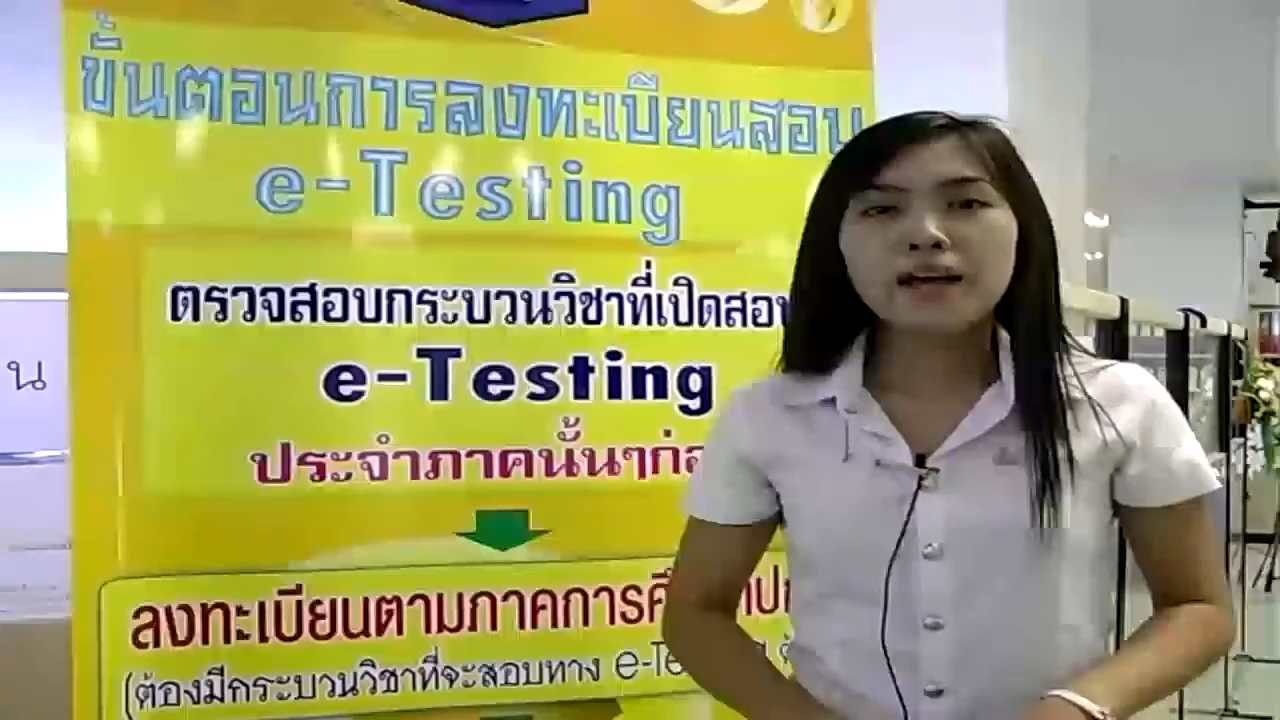 ขั้นตอนการลงทะเบียนสอบ
e-Testing
ตรวจสอบกระบวนวิชาที่เปิดสอบ
e-Testing
น
ประจำภาคนั้นๆก่อ
ลงทะเบียนตามภาคการศึ
(ต้องมีกระบวนวิชาที่จะสอบทาง e-Te